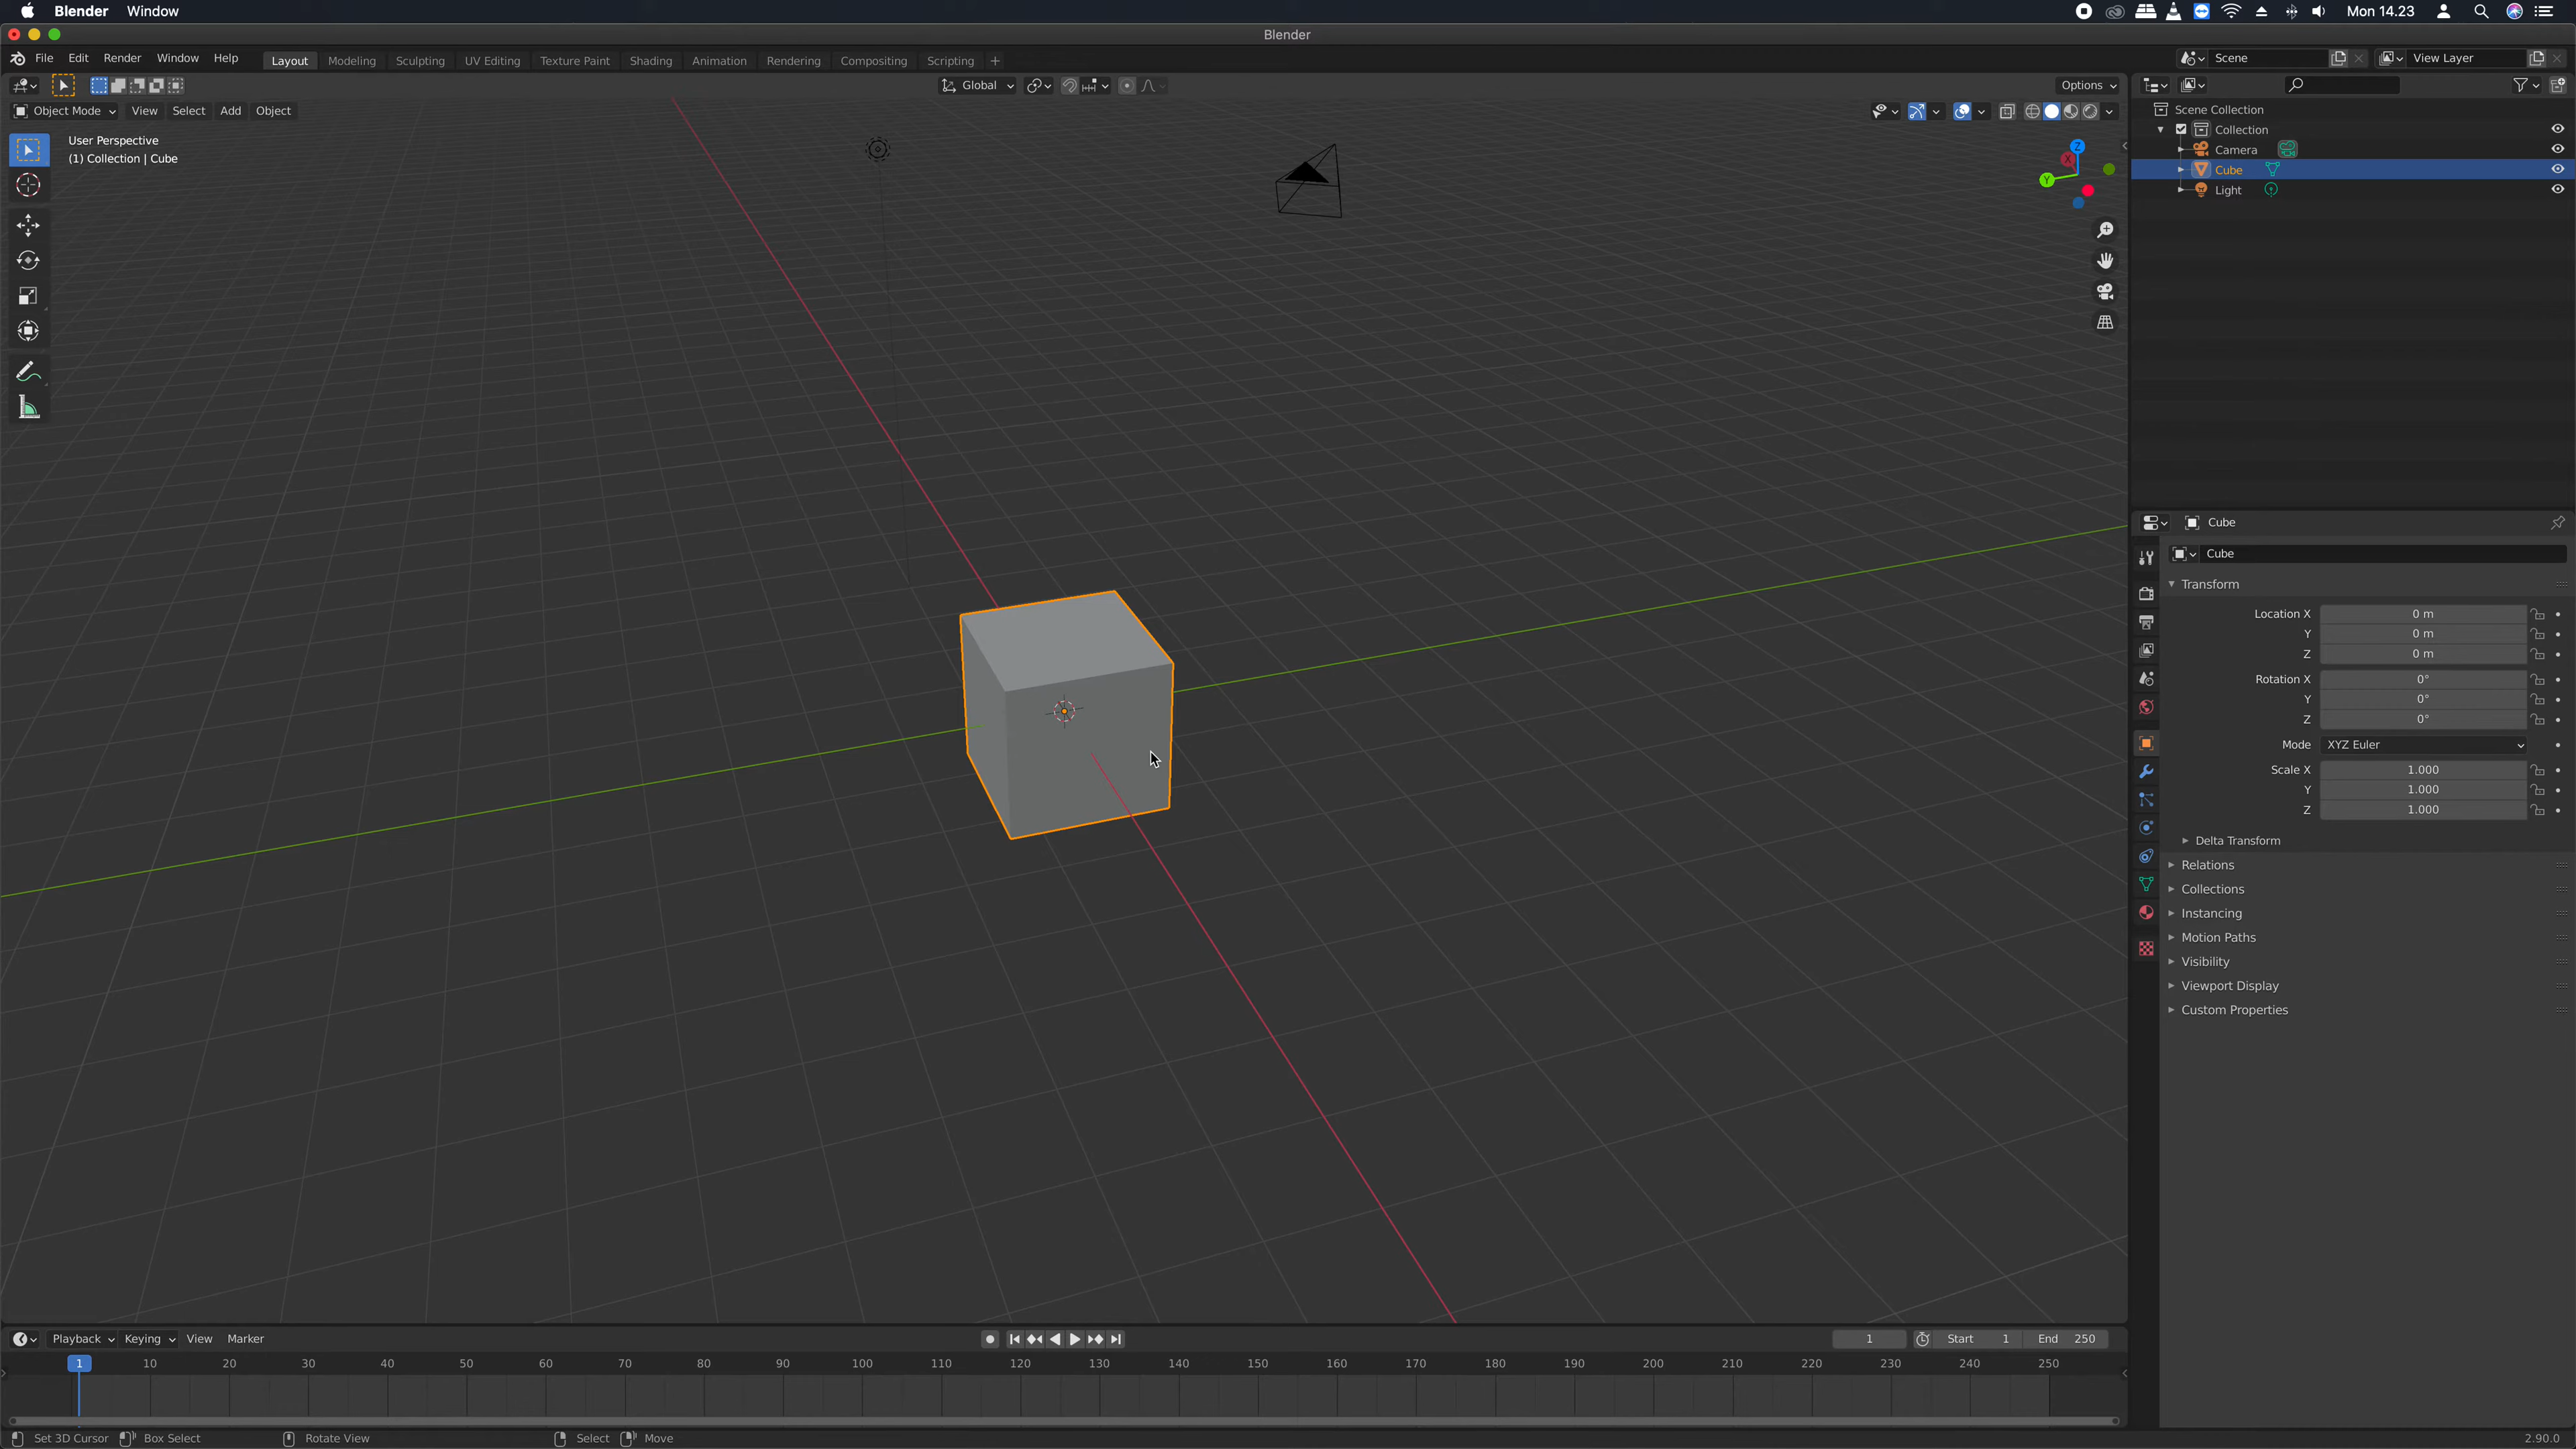 Blender Window Mon 14.23
Blender
File Edit Render Window Help Layout Modeling Sculpting UV Editing Texture Paint Shading Animation Rendering Compositing Scripting + Scene View Layer
Global Options
Object Mode View Select Add Object
User Perspective
(1) Collection | Cube
Z
X
Y
Scene Collection
Collection
Camera
Cube
Light
Cube
Cube
Transform
Location X 0 m
Y 0 m
Z 0 m
Rotation X 0°
Y 0°
Z 0°
Mode XYZ Euler
Scale X 1.000
Y 1.000
Z 1.000
Delta Transform
Relations
Collections
Instancing
Motion Paths
Visibility
Viewport Display
Custom Properties
Playback Keying View Marker 1 Start 1 End 250
1 10 20 30 40 50 60 70 80 90 100 110 120 130 140 150 160 170 180 190 200 210 220 230 240 250
Set 3D Cursor Box Select Rotate View Select Move 2.90.0